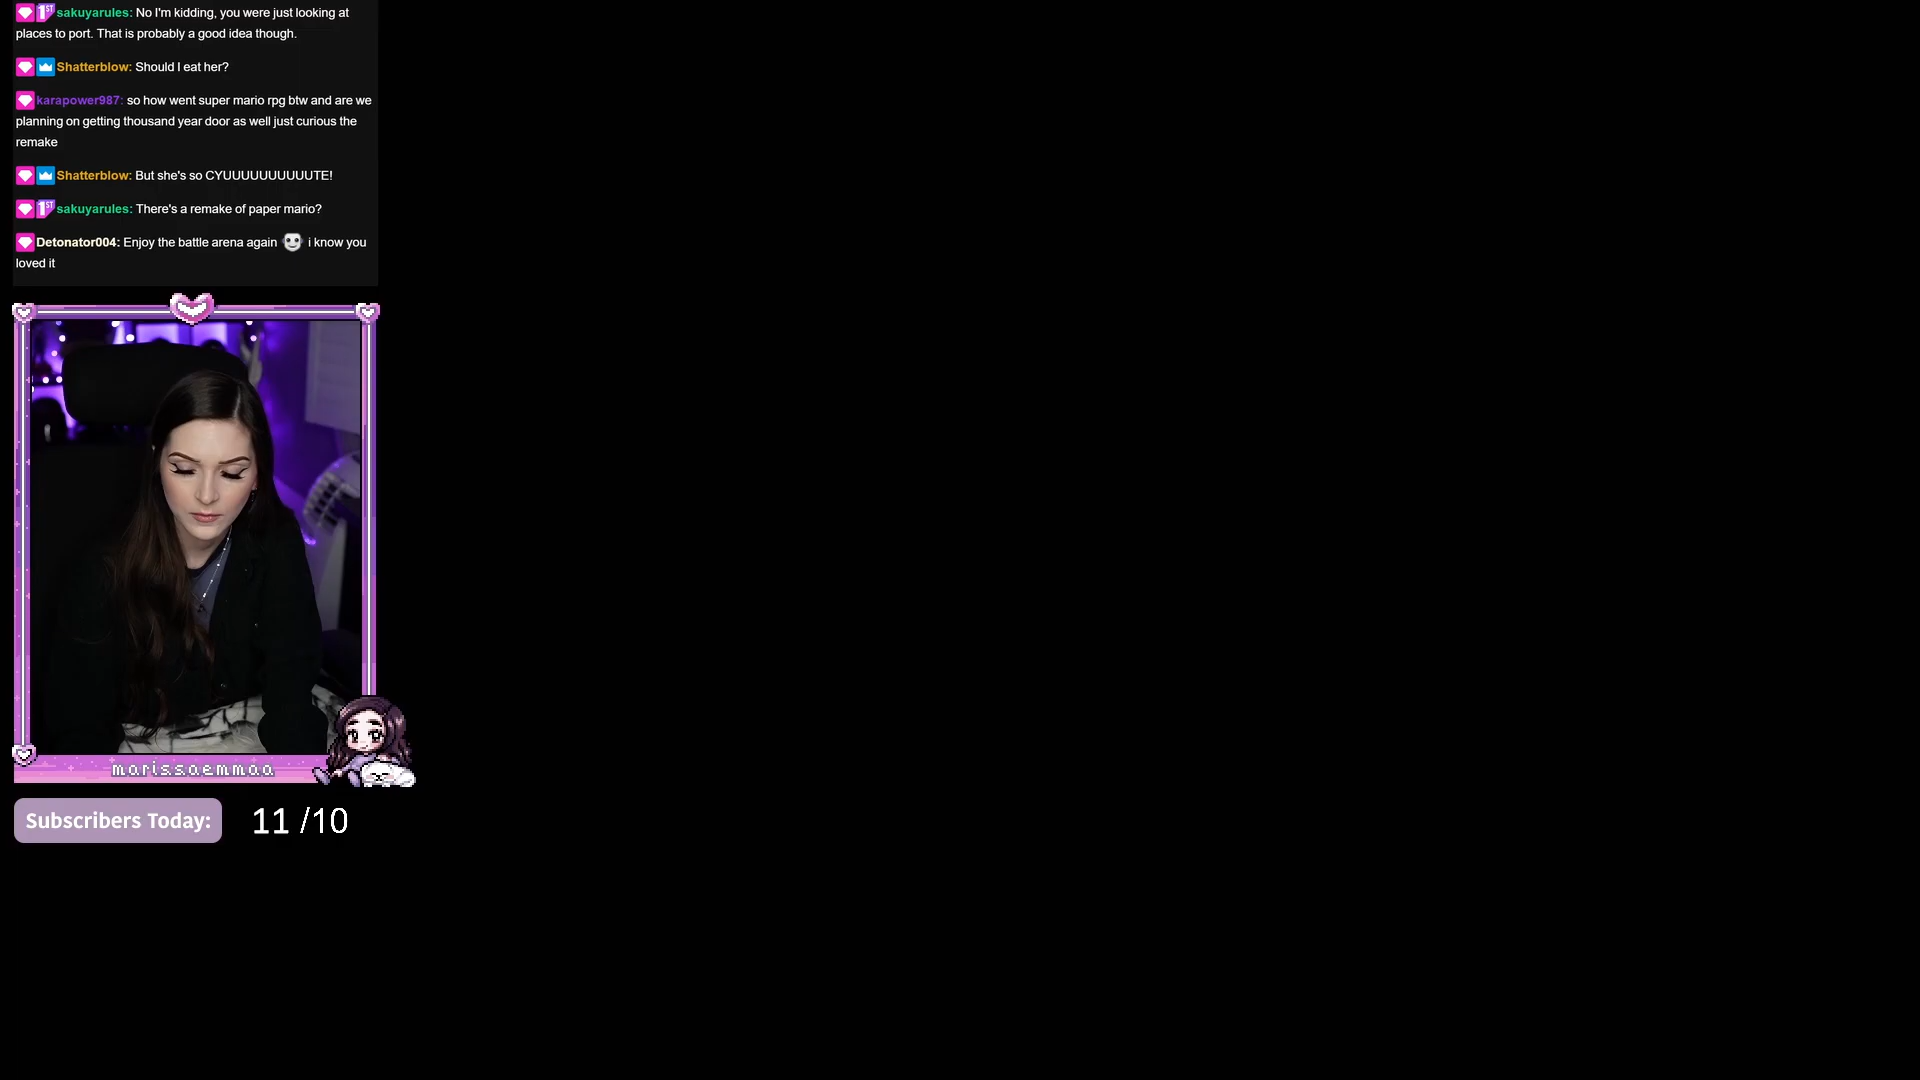 sakuyarules: No I'm kidding, you were just looking at
places to port. That is probably a good idea though.
Shatterblow: Should I eat her?
karapower987: so how went super mario rpg btw and are we
planning on getting thousand year door as well just curious the
remake
Shatterblow: But she's so CYUUUUUUUUUUTE!
sakuyarules: There's a remake of paper mario?
Detonator004: Enjoy the battle arena again i know you
loved it
marissaemmaa
Subscribers Today: 11 /10